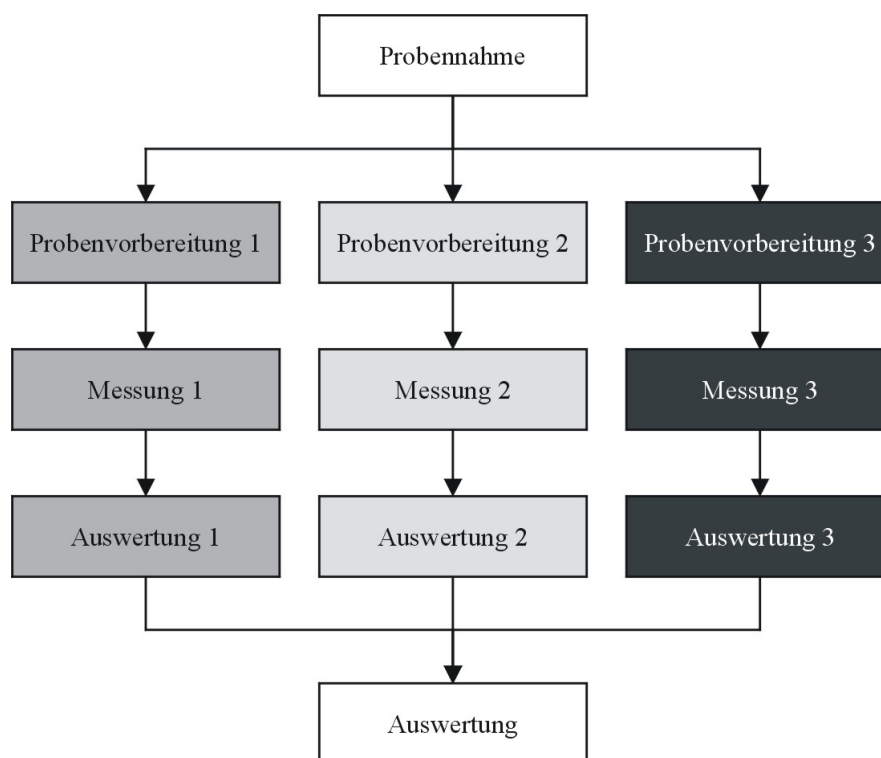 Probennahme
Probenvorbereitung 1
Probenvorbereitung 2
Probenvorbereitung 3
Messung 1
Messung 2
Messung 3
Auswertung 1
Auswertung 2
Auswertung 3
Auswertung